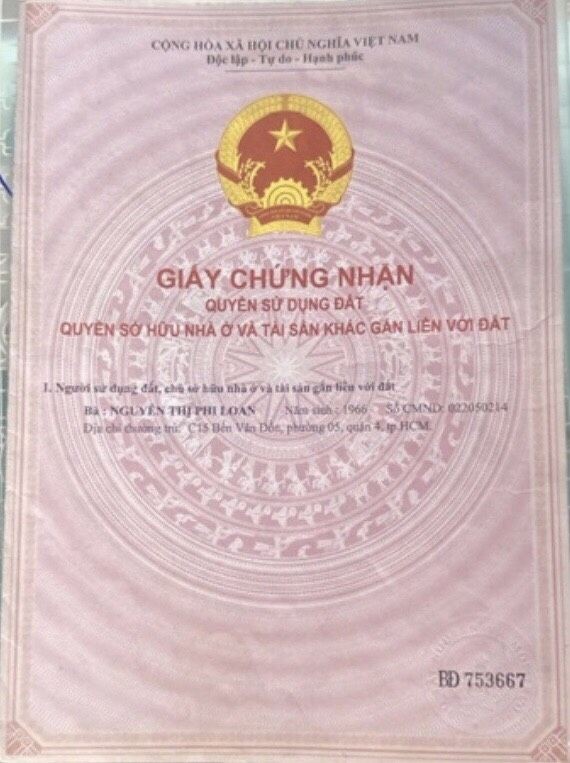 CỘNG HÒA XÃ HỘI CHỦ NGHĨA VIỆT NAM
Độc lập - Tự do - Hạnh phúc
GIẤY CHỨNG NHẬN
QUYỀN SỬ DỤNG ĐẤT
QUYỀN SỞ HỮU NHÀ Ở VÀ TÀI SẢN KHÁC GẮN LIỀN VỚI ĐẤT
I. Người sử dụng đất, chủ sở hữu nhà ở và tài sản gắn liền với đất
Bà : NGUYỄN THỊ PHI LOAN Năm sinh : 1966 Số CMND: 022050214
Địa chỉ thường trú: C15 Bến Vân Đồn, phường 05, quận 4, tp.HCM.
BD 753667